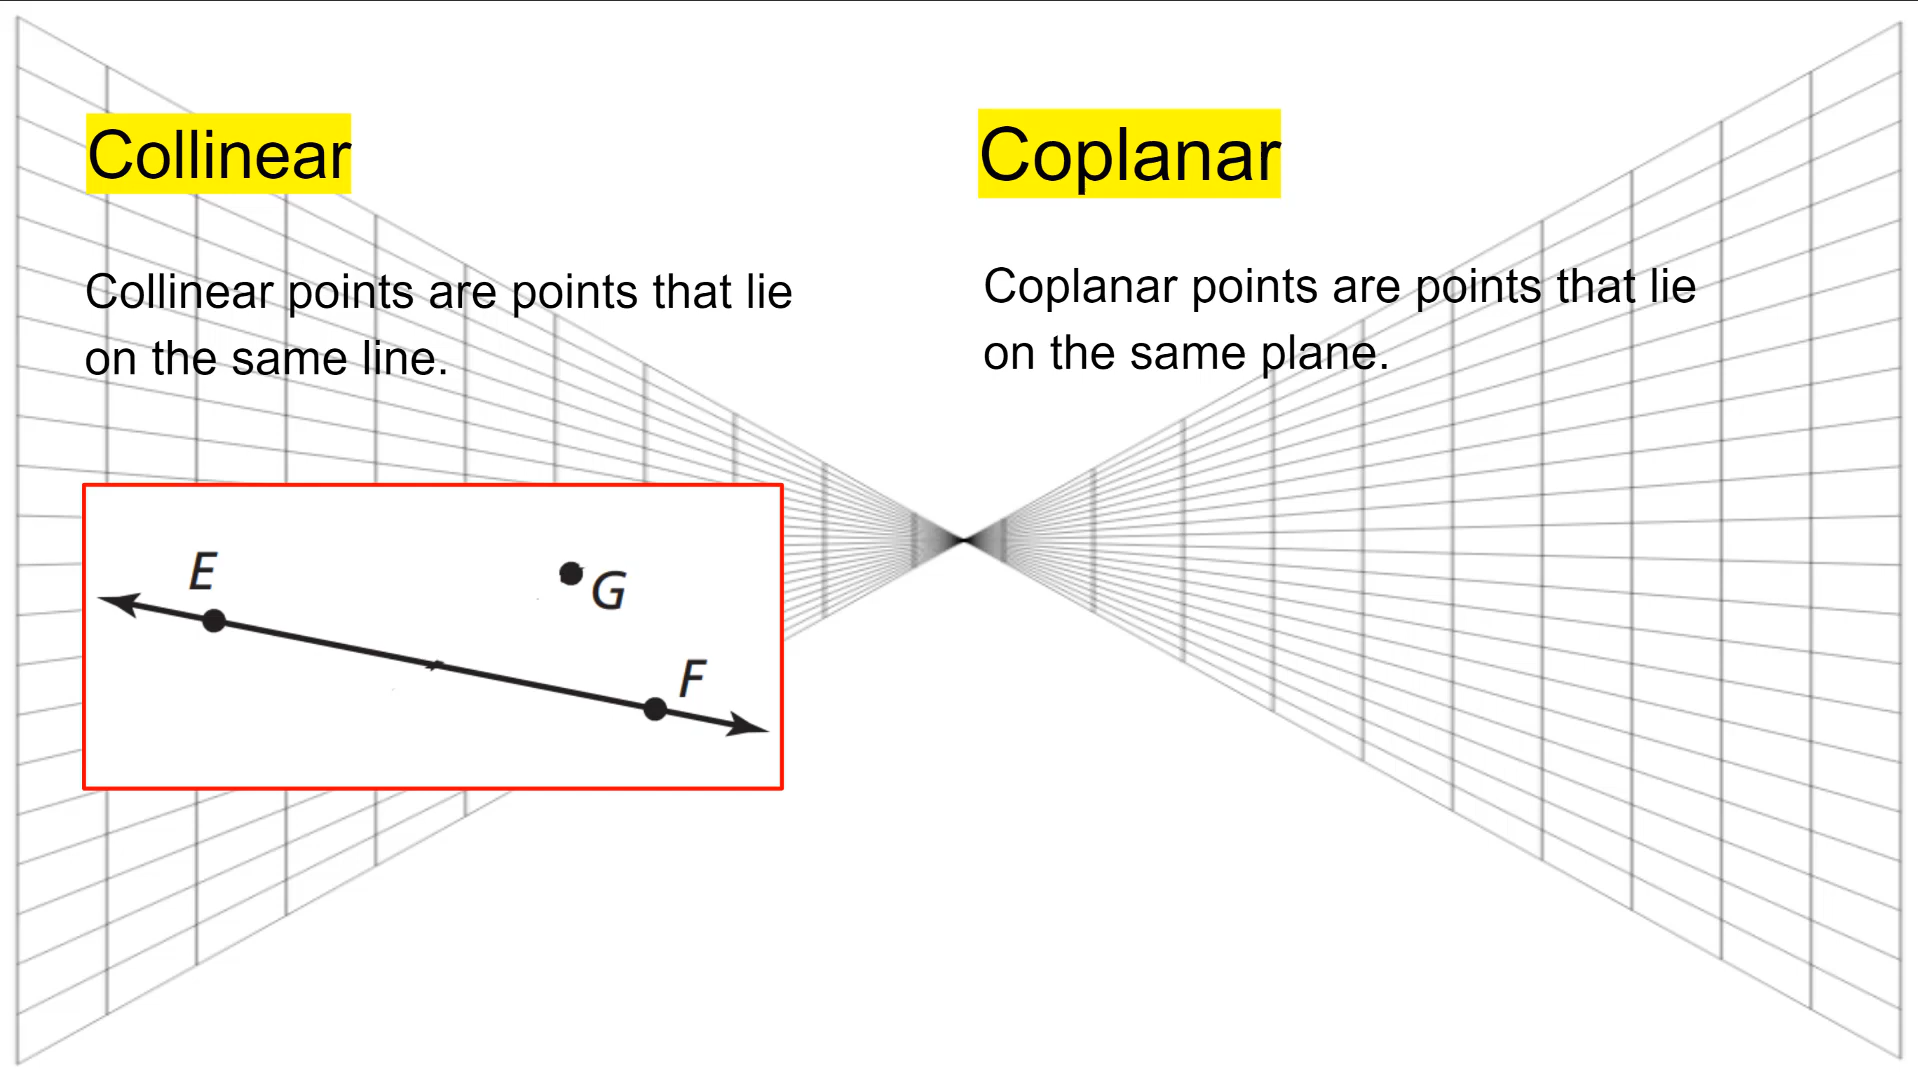 Collinear
Collinear points are points that lie
on the same line.
E
G
F
Coplanar
Coplanar points are points that lie
on the same plane.